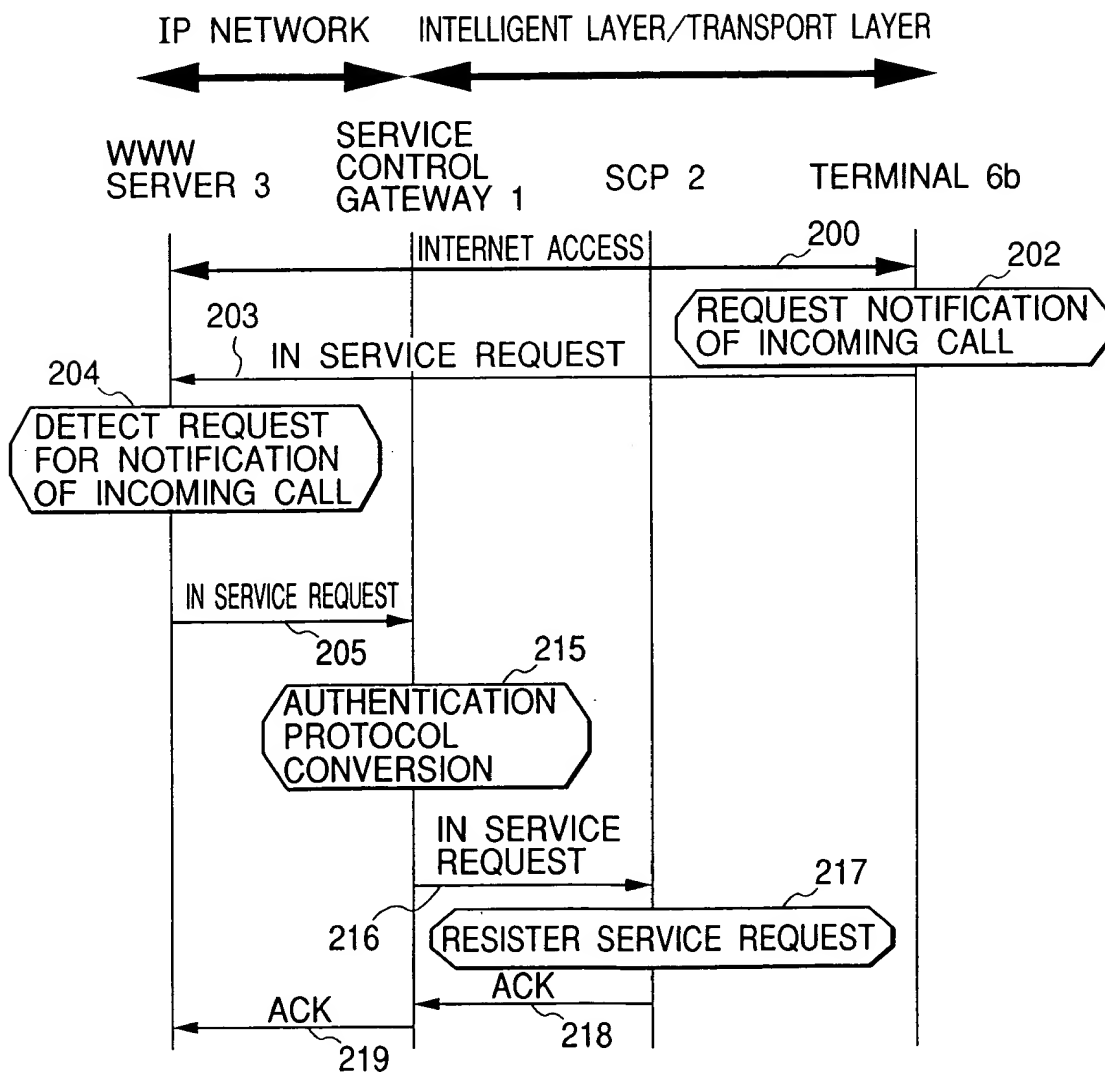 IP NETWORK
INTELLIGENT LAYER/TRANSPORT LAYER
WWW
SERVER 3
SERVICE
CONTROL
GATEWAY 1
SCP 2
TERMINAL 6b
INTERNET ACCESS
200
202
REQUEST NOTIFICATION
OF INCOMING CALL
203
IN SERVICE REQUEST
204
DETECT REQUEST
FOR NOTIFICATION
OF INCOMING CALL
IN SERVICE REQUEST
205
215
AUTHENTICATION
PROTOCOL
CONVERSION
IN SERVICE
REQUEST
216
217
RESISTER SERVICE REQUEST
ACK
218
ACK
219